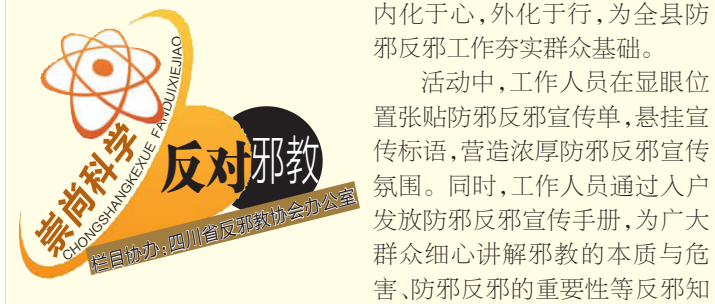 崇尚科学
CHONGSHANGKEXUE FANDUIXIEJIAO
反对邪教
栏目协办:四川省反邪教协会办公室
内化于心,外化于行,为全县防
邪反邪工作夯实群众基础。
活动中,工作人员在显眼位
置张贴防邪反邪宣传单,悬挂宣
传标语,营造浓厚防邪反邪宣传
氛围。同时,工作人员通过入户
发放防邪反邪宣传手册,为广大
群众细心讲解邪教的本质与危
害、防邪反邪的重要性等反邪知